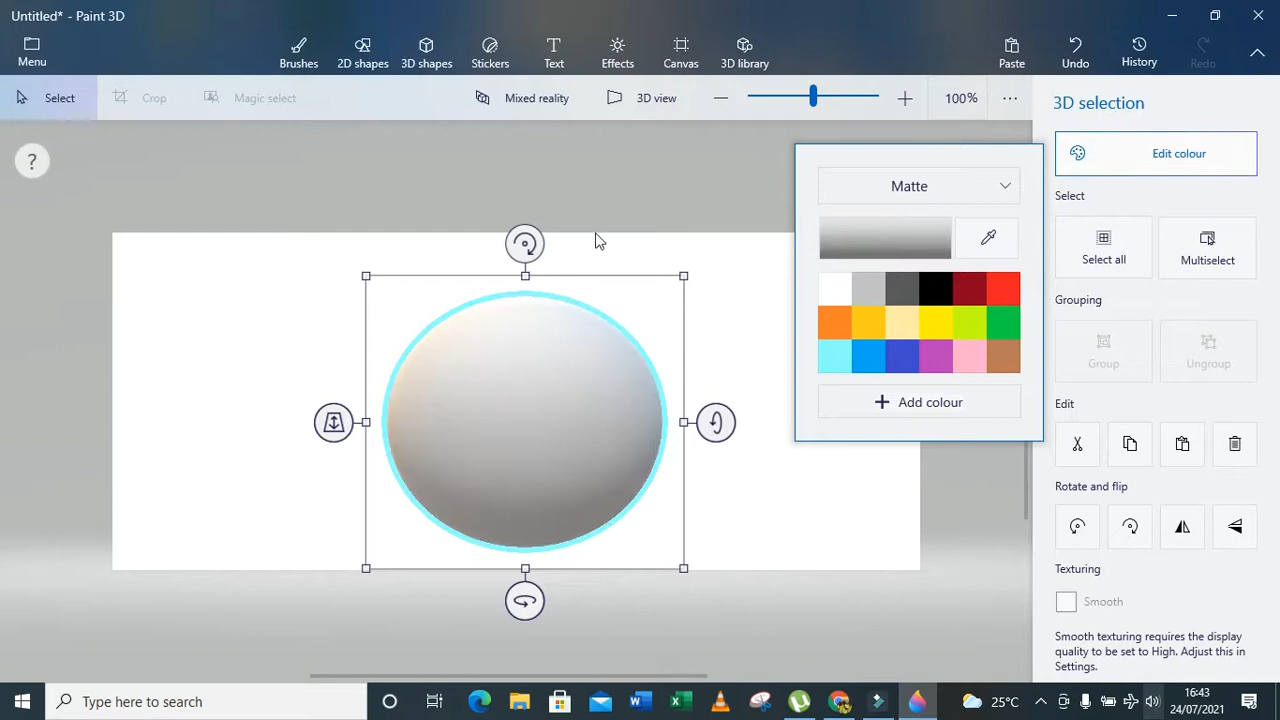 Untitled* - Paint 3D
Menu
Brushes
2D shapes
3D shapes
Stickers
Text
Effects
Canvas
3D library
Paste
Undo
History
Redo
Select
Crop
Magic select
Mixed reality
3D view
100%
3D selection
Edit colour
Select
Select all
Multiselect
Grouping
Group
Ungroup
Edit
Rotate and flip
Texturing
Smooth
Smooth texturing requires the display
quality to be set to High. Adjust this in
Settings.
?
Matte
Add colour
Type here to search
25°C
16:43
24/07/2021